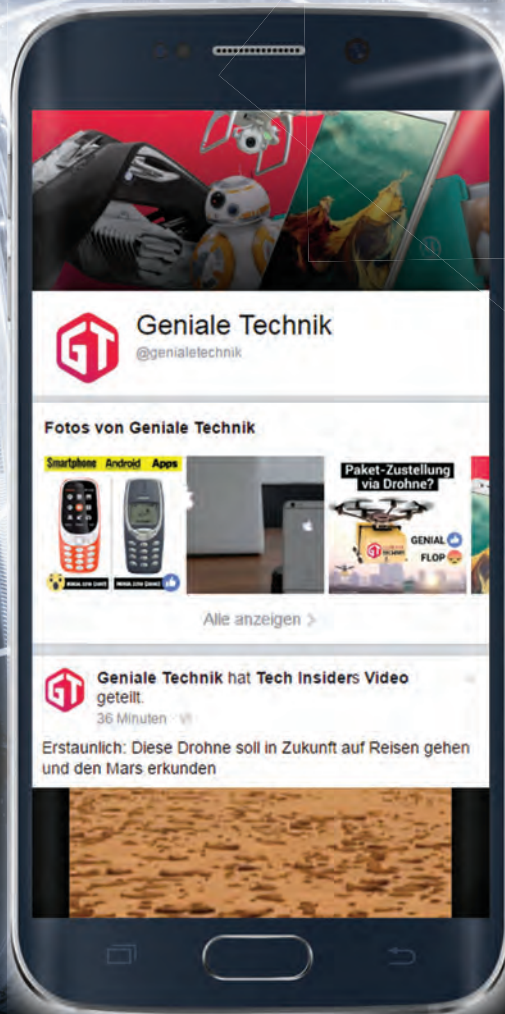 Geniale Technik
@genialetechnik
Fotos von Geniale Technik
Smartphone Android Apps
Paket-Zustellung
via Drohne?
GENIAL
FLOP
Alle anzeigen >
GT
Geniale Technik hat Tech Insiders Video
geteilt.
36 Minuten
Erstaunlich: Diese Drohne soll in Zukunft auf Reisen gehen
und den Mars erkunden